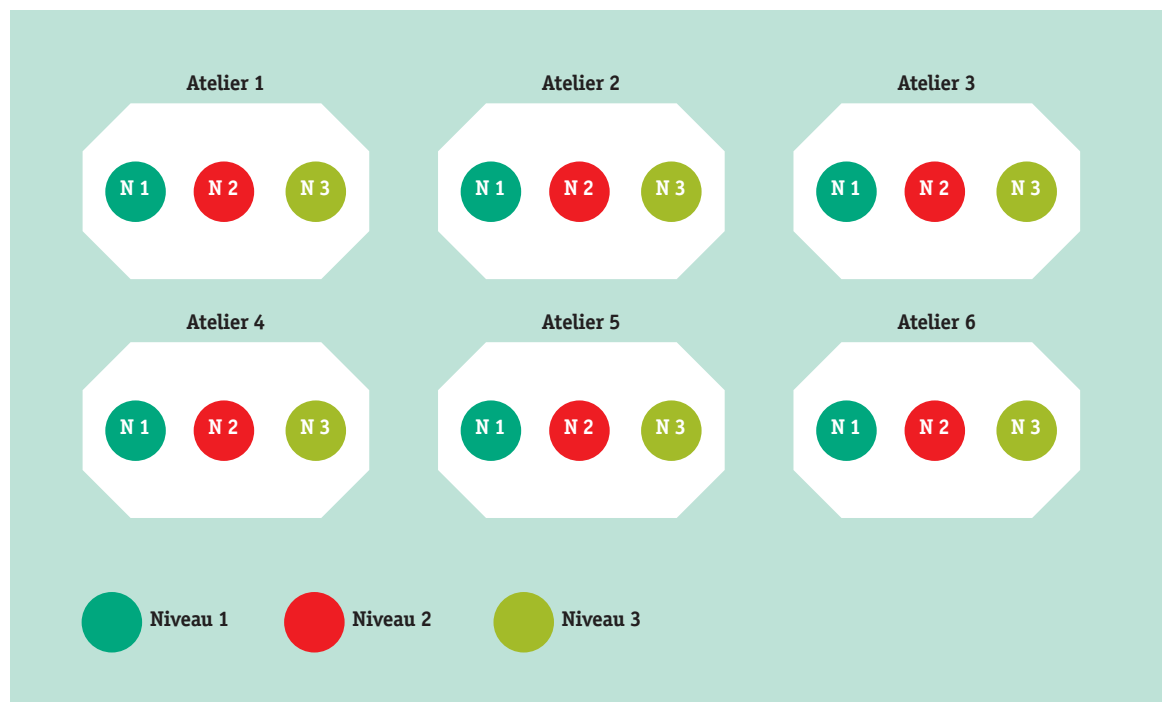 Atelier 1 Atelier 2 Atelier 3
N 1 N 2 N 3 N 1 N 2 N 3 N 1 N 2 N 3
Atelier 4 Atelier 5 Atelier 6
N 1 N 2 N 3 N 1 N 2 N 3 N 1 N 2 N 3
Niveau 1 Niveau 2 Niveau 3